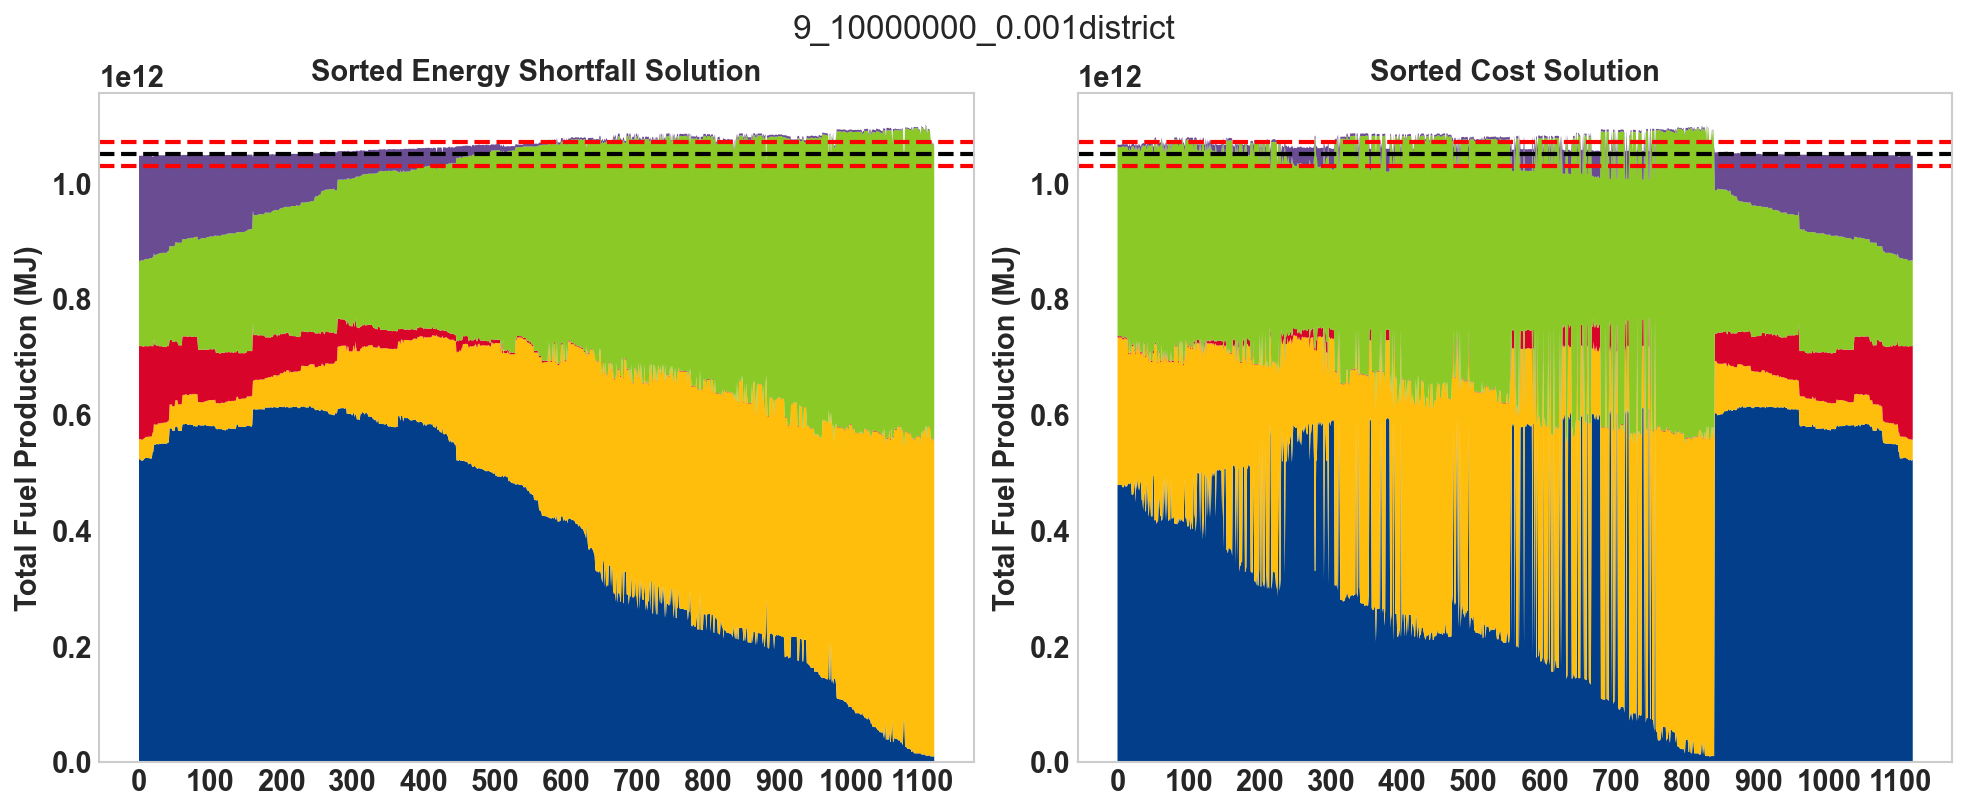 9_10000000_0.001district
1e12
Sorted Energy Shortfall Solution
Total Fuel Production (MJ)
1.0
0.8
0.6
0.4
0.2
0.0
0 100 200 300 400 500 600 700 800 900 1000 1100
1e12
Sorted Cost Solution
Total Fuel Production (MJ)
1.0
0.8
0.6
0.4
0.2
0.0
0 100 200 300 400 500 600 700 800 900 1000 1100